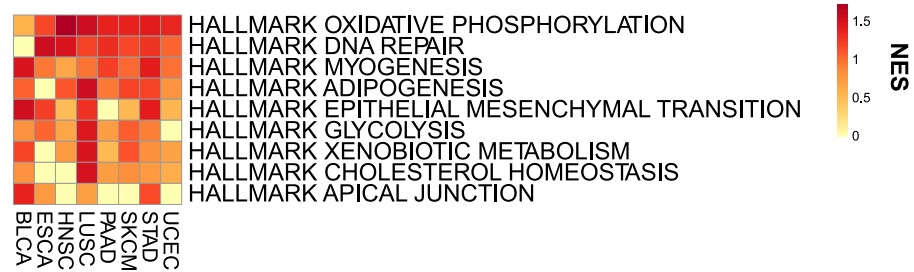 HALLMARK OXIDATIVE PHOSPHORYLATION
HALLMARK DNA REPAIR
HALLMARK MYOGENESIS
HALLMARK ADIPOGENESIS
HALLMARK EPITHELIAL MESENCHYMAL TRANSITION
HALLMARK GLYCOLYSIS
HALLMARK XENOBIOTIC METABOLISM
HALLMARK CHOLESTEROL HOMEOSTASIS
HALLMARK APICAL JUNCTION
BLCA
ESCA
HNSC
LUSC
PAAD
SKCM
STAD
UCEC
1.5
1
0.5
0
NES